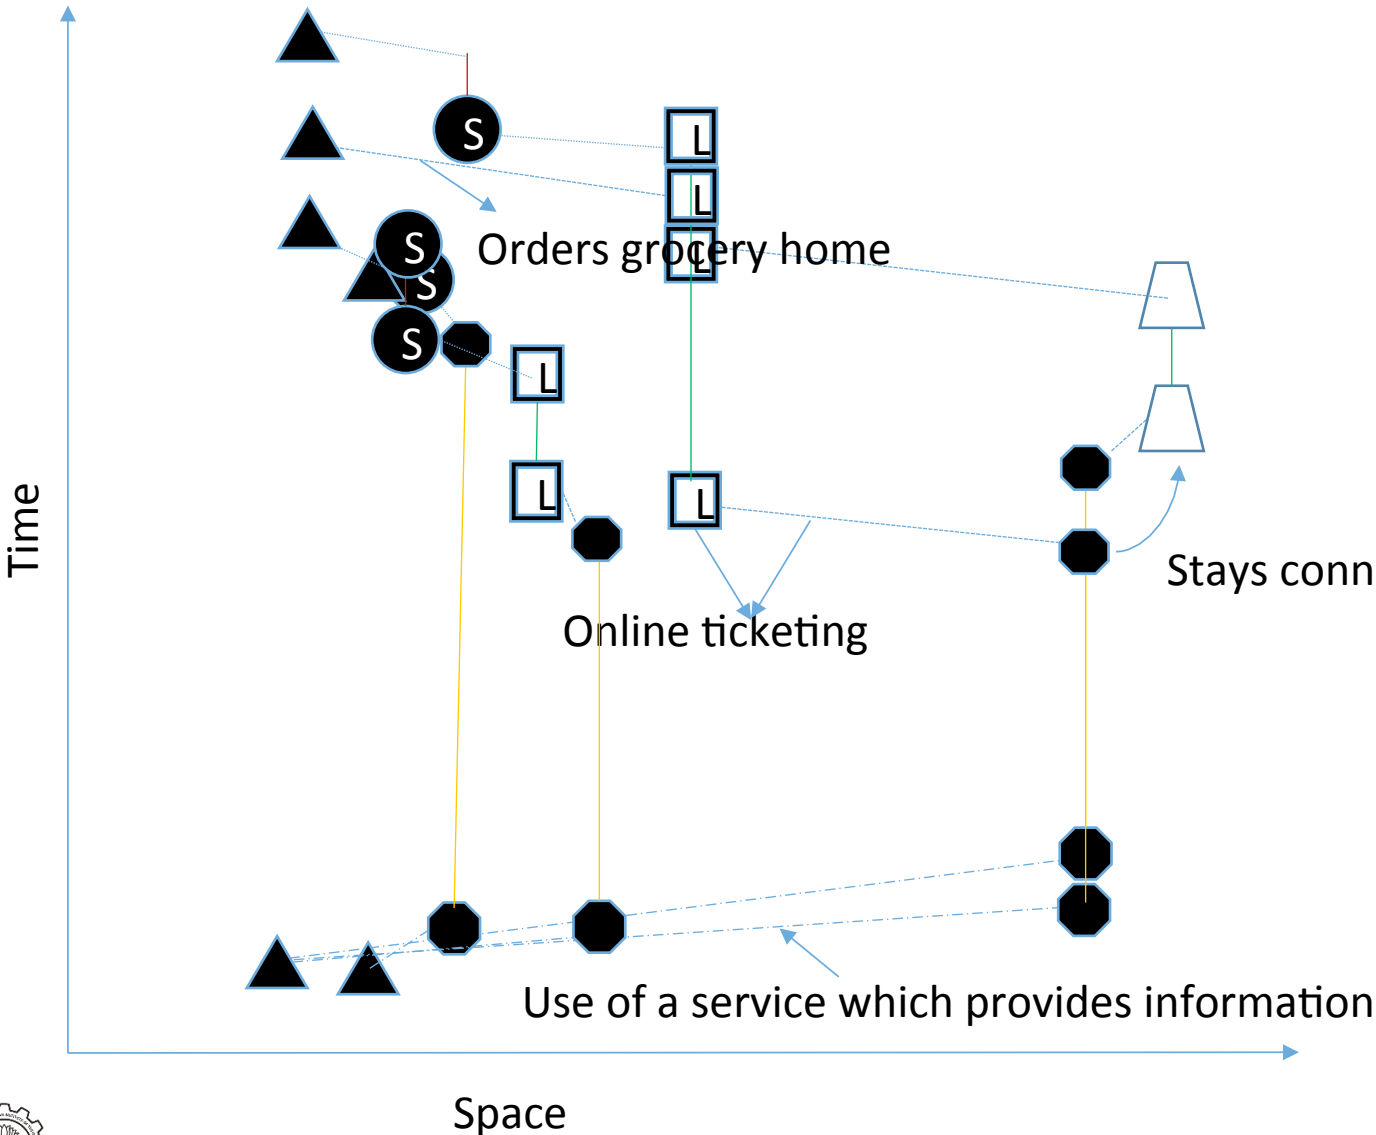 S
L
L
Orders grocery home
L
S
S
S
L
L
L
Time
Stays conn
Online ticketing
Use of a service which provides information
Space